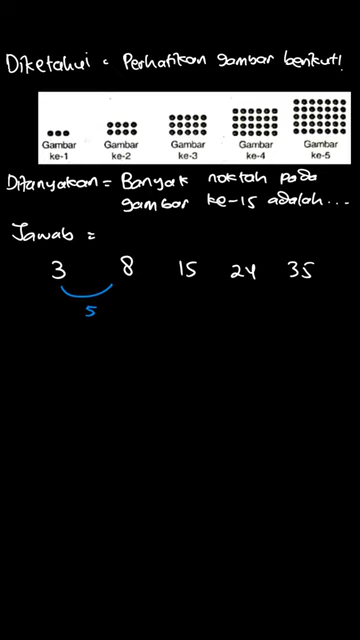 Diketahui = Perhatikan gambar berikut!
Gambar ke-1
Gambar ke-2
Gambar ke-3
Gambar ke-4
Gambar ke-5
Ditanyakan = Banyak noktah pada
gambar ke-15 adalah ...
Jawab =
3 8 15 24 35
5